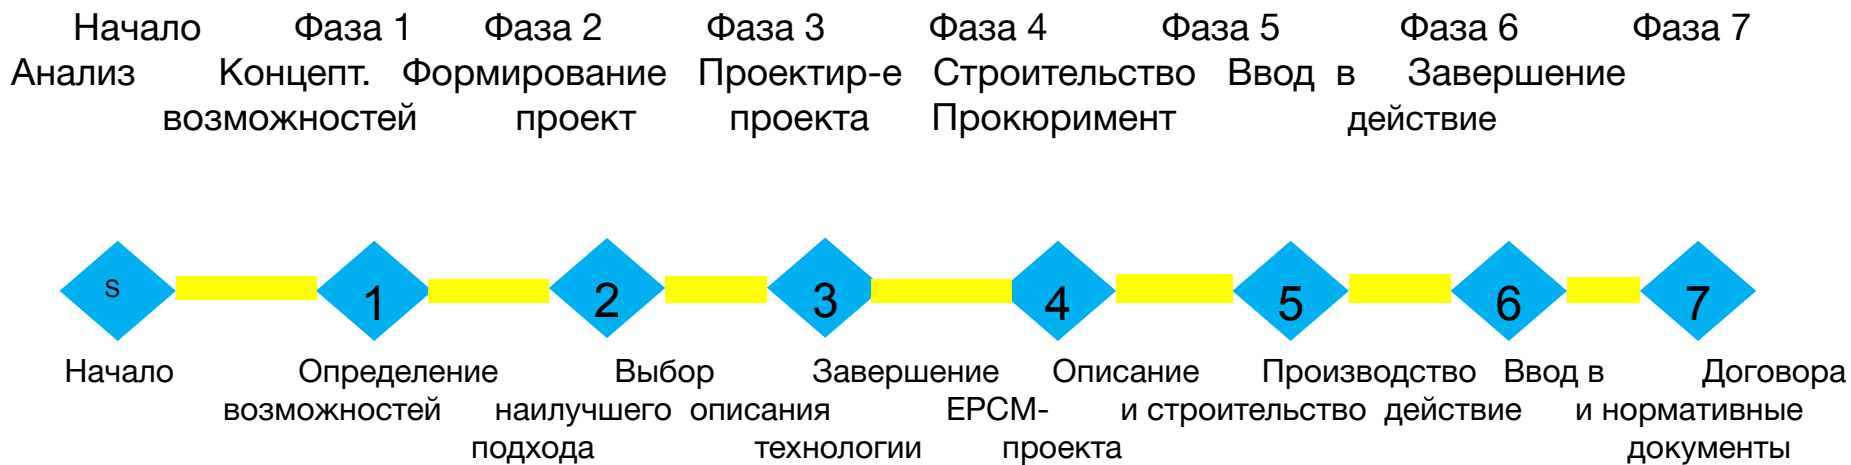 Начало Фаза 1 Фаза 2 Фаза 3 Фаза 4 Фаза 5 Фаза 6 Фаза 7
Анализ Концепт. Формирование Проектир-е Строительство Ввод в Завершение
возможностей проект проекта Прокюримент действие
S 1 2 3 4 5 6 7
Начало Определение Выбор Завершение Описание Производство Ввод в Договора
возможностей наилучшего описания EPCM- и строительство действие и нормативные
подхода технологии проекта документы